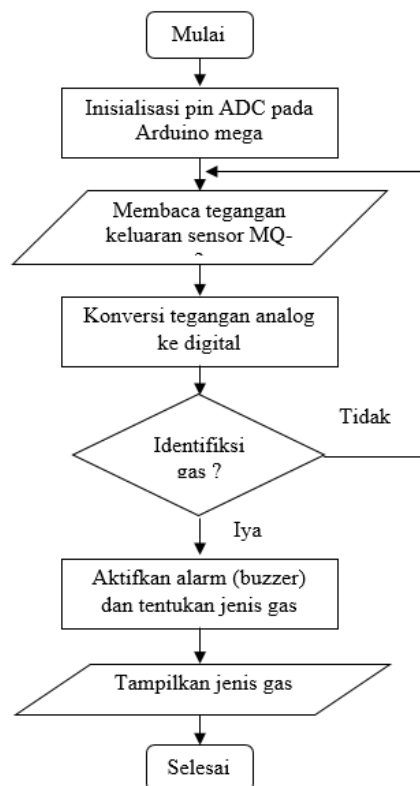 Mulai
Inisialisasi pin ADC pada
Arduino mega
Membaca tegangan
keluaran sensor MQ-
Konversi tegangan analog
ke digital
Tidak
Identifiksi
gas ?
Iya
Aktifkan alarm (buzzer)
dan tentukan jenis gas
Tampilkan jenis gas
Selesai